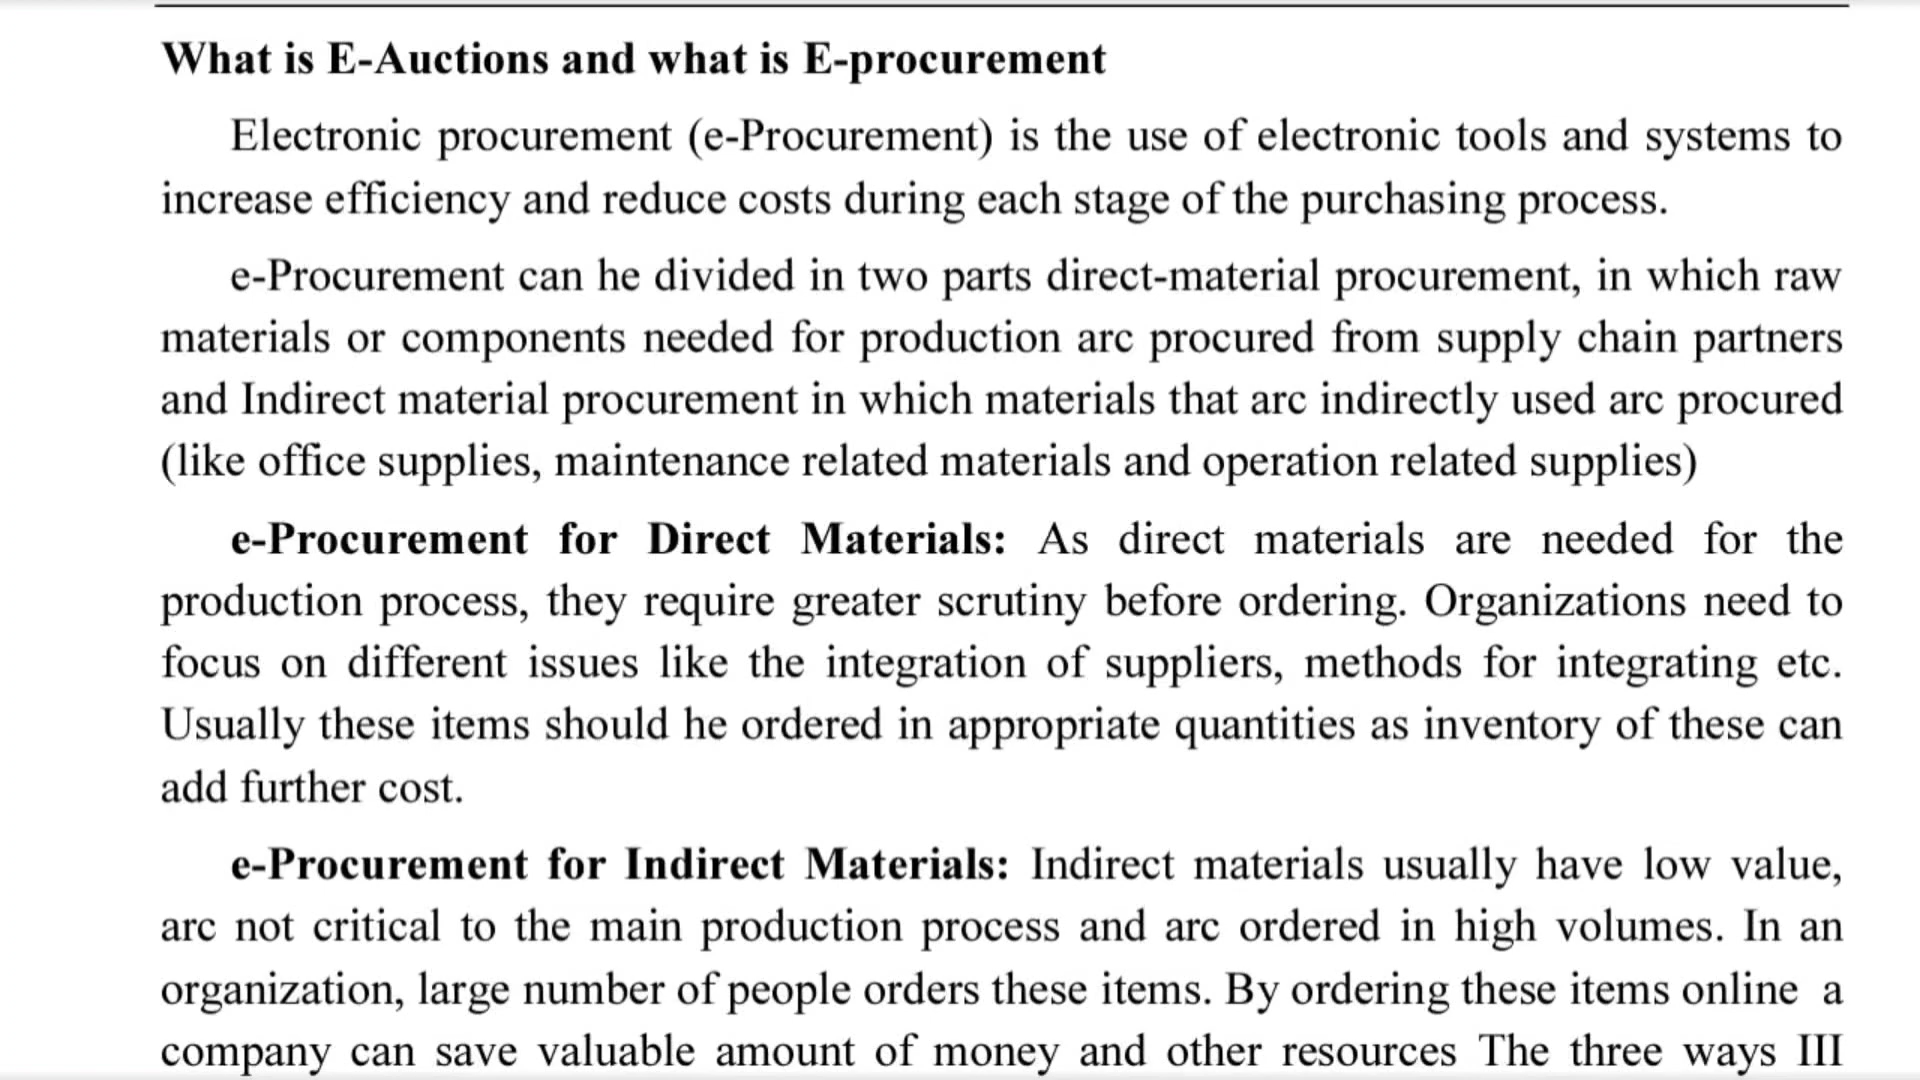 What is E-Auctions and what is E-procurement
Electronic procurement (e-Procurement) is the use of electronic tools and systems to
increase efficiency and reduce costs during each stage of the purchasing process.
e-Procurement can he divided in two parts direct-material procurement, in which raw
materials or components needed for production arc procured from supply chain partners
and Indirect material procurement in which materials that arc indirectly used arc procured
(like office supplies, maintenance related materials and operation related supplies)
e-Procurement for Direct Materials: As direct materials are needed for the
production process, they require greater scrutiny before ordering. Organizations need to
focus on different issues like the integration of suppliers, methods for integrating etc.
Usually these items should he ordered in appropriate quantities as inventory of these can
add further cost.
e-Procurement for Indirect Materials: Indirect materials usually have low value,
arc not critical to the main production process and arc ordered in high volumes. In an
organization, large number of people orders these items. By ordering these items online a
company can save valuable amount of money and other resources The three ways III